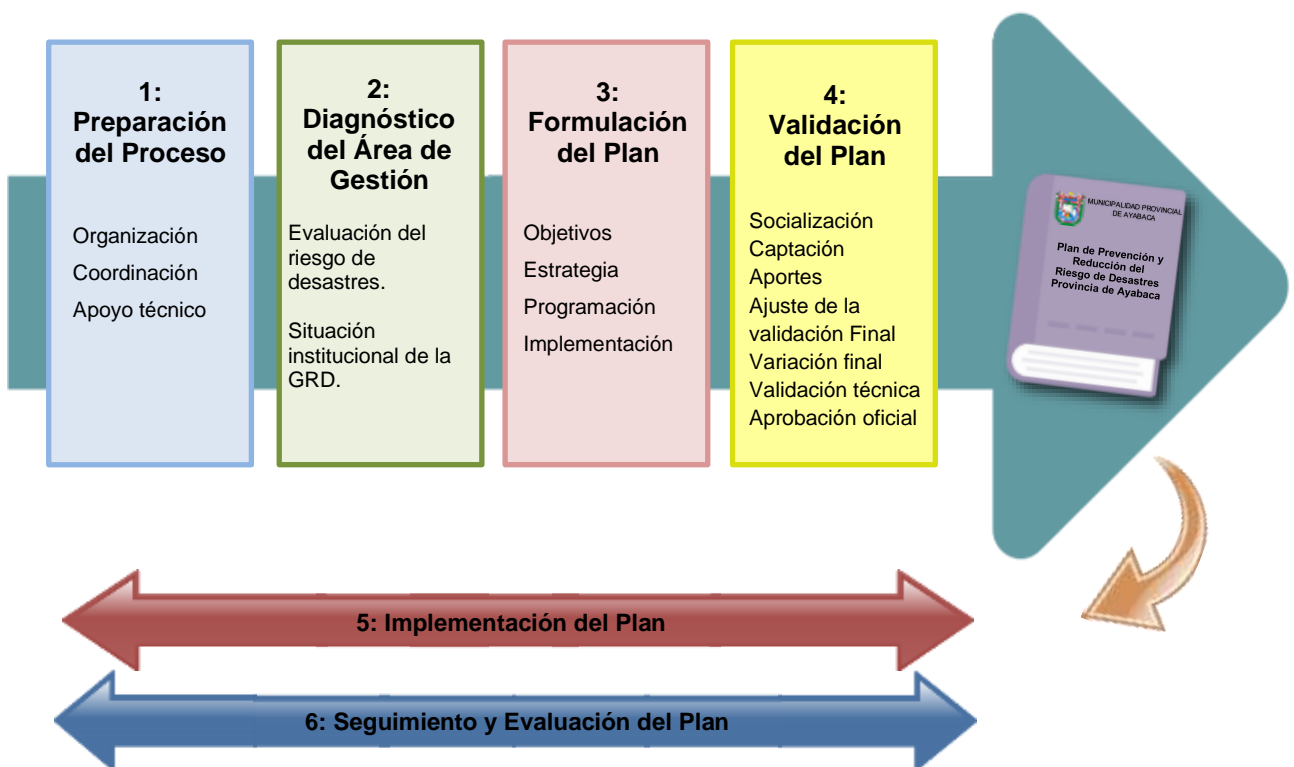 1:
Preparación
del Proceso
Organización
Coordinación
Apoyo técnico
2:
Diagnóstico
del Área de
Gestión
Evaluación del
riesgo de
desastres.
Situación
institucional de la
GRD.
3:
Formulación
del Plan
Objetivos
Estrategia
Programación
Implementación
4:
Validación
del Plan
Socialización
Captación
Aportes
Ajuste de la
validación Final
Variación final
Validación técnica
Aprobación oficial
MUNICIPALIDAD PROVINCIAL
DE AYABACA
Plan de Prevención y
Reducción del
Riesgo de Desastres
Provincia de Ayabaca
5: Implementación del Plan
6: Seguimiento y Evaluación del Plan